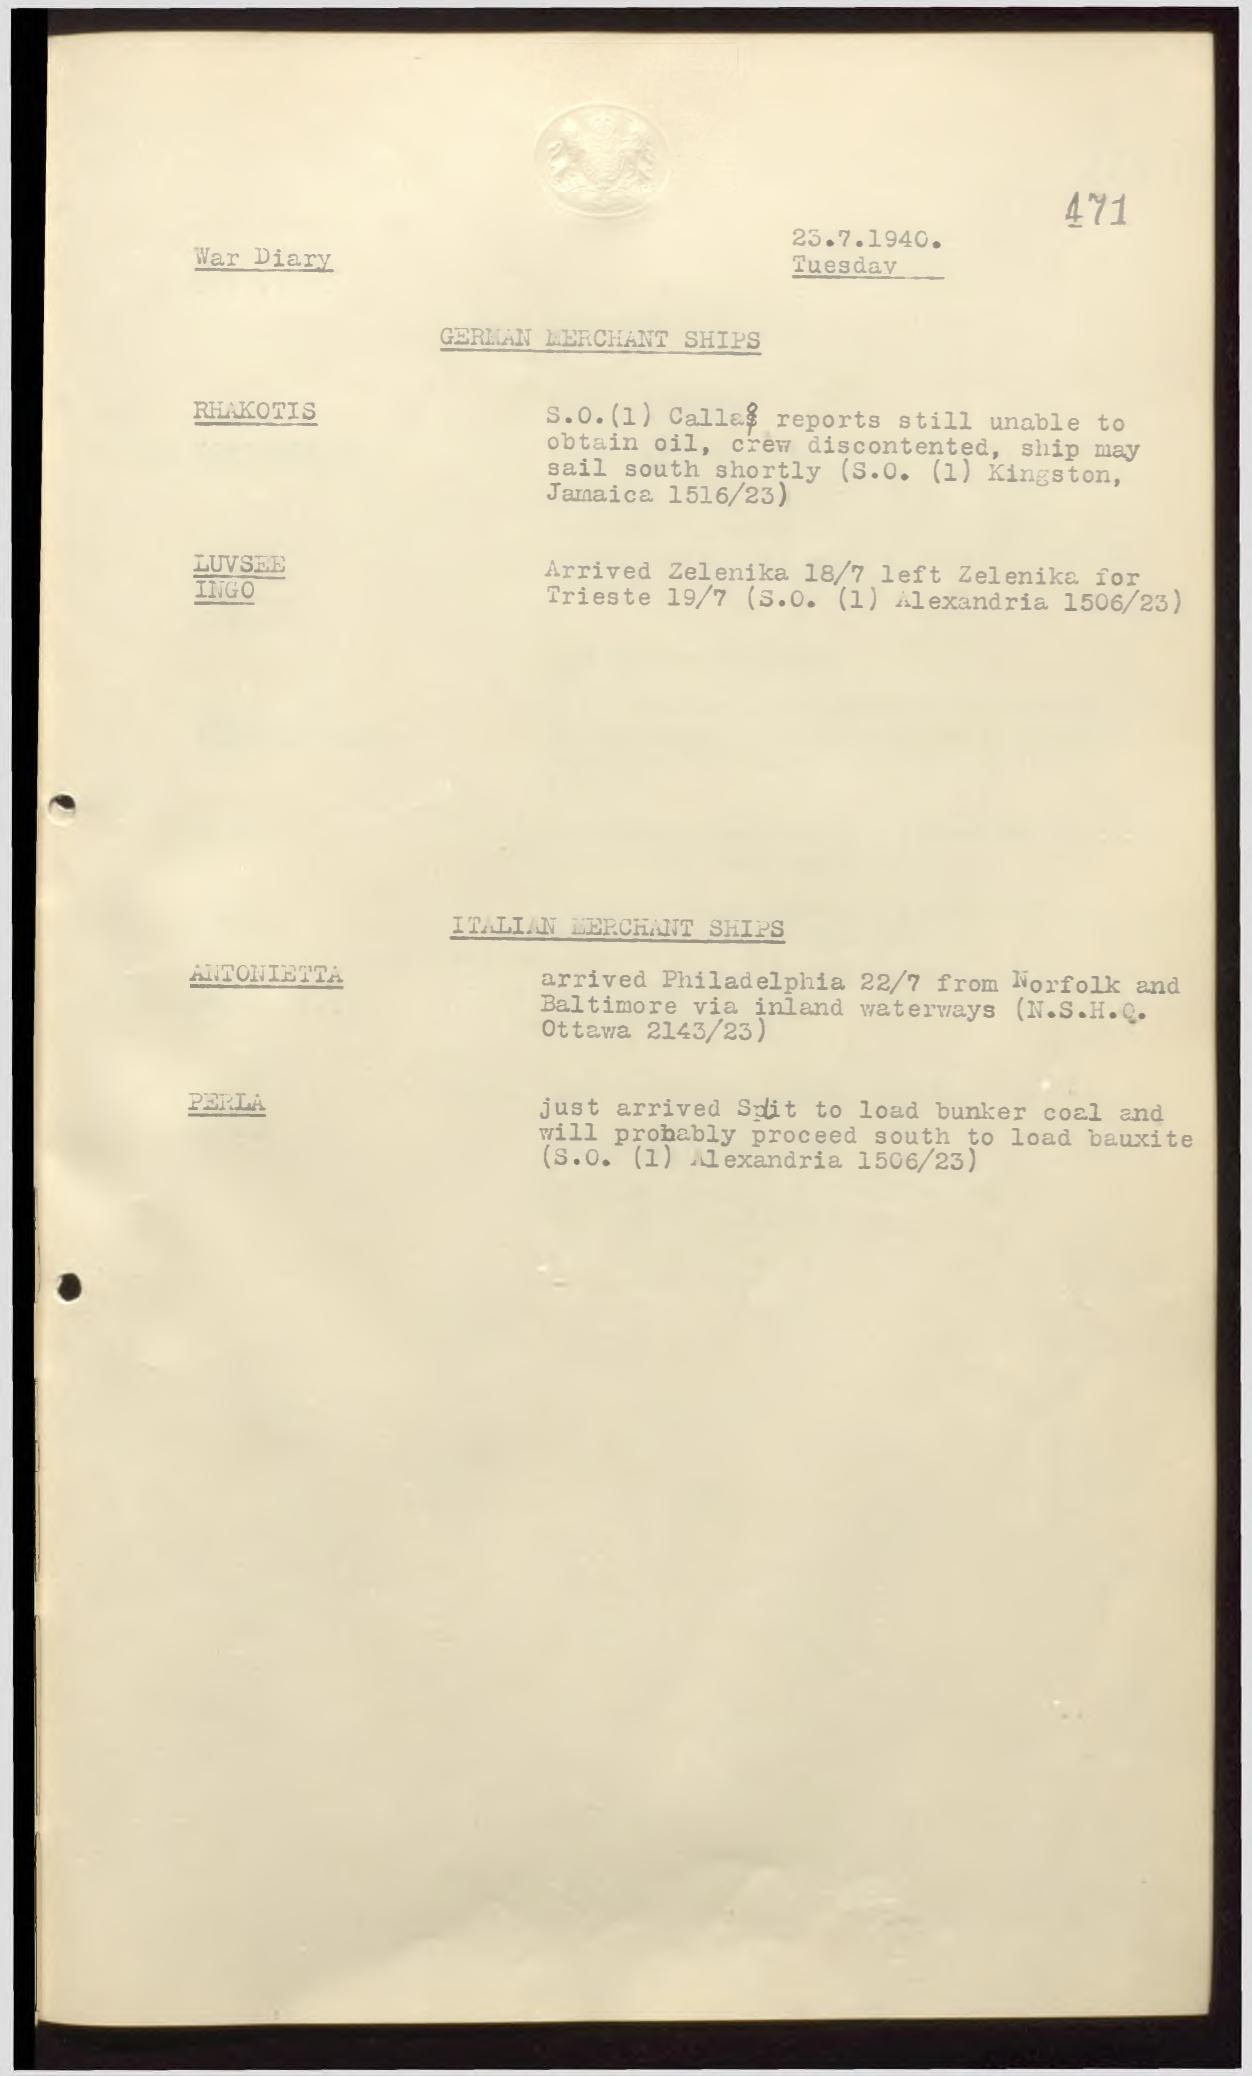 471
War Diary
23.7.1940.
Tuesday
GERMAN MERCHANT SHIPS
RHAKOTIS
S.O.(1) Callao reports still unable to
obtain oil, crew discontented, ship may
sail south shortly (S.O. (1) Kingston,
Jamaica 1516/23)
LUVSEE
INGO
Arrived Zelenika 18/7 left Zelenika for
Trieste 19/7 (S.O. (1) Alexandria 1506/23)
ITALIAN MERCHANT SHIPS
ANTONIETTA
arrived Philadelphia 22/7 from Norfolk and
Baltimore via inland waterways (N.S.H.Q.
Ottawa 2143/23)
PERLA
just arrived Split to load bunker coal and
will probably proceed south to load bauxite
(S.O. (1) Alexandria 1506/23)